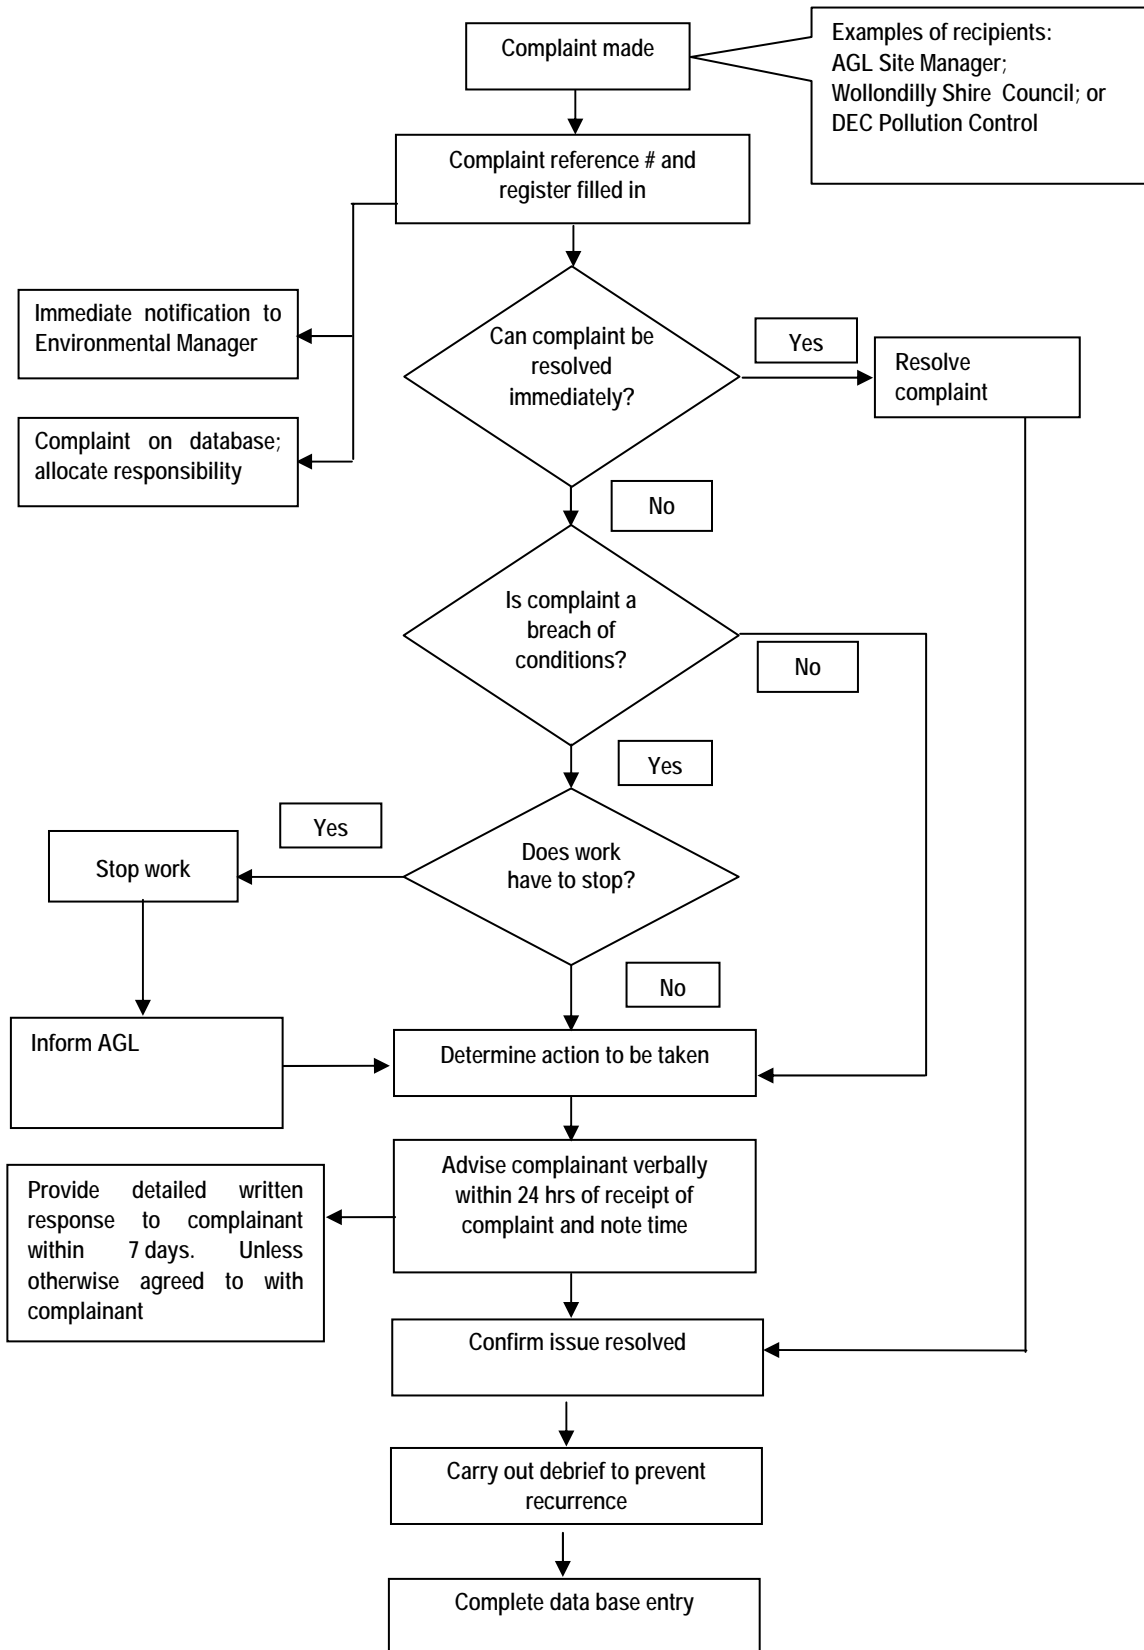 Complaint made
Examples of recipients:
AGL Site Manager;
Wollondilly Shire Council; or
DEC Pollution Control
Complaint reference # and
register filled in
Immediate notification to
Environmental Manager
Complaint on database;
allocate responsibility
Can complaint be
resolved
immediately?
Yes
Resolve
complaint
No
Is complaint a
breach of
conditions?
No
Yes
Does work
have to stop?
Yes
Stop work
No
Inform AGL
Determine action to be taken
Advise complainant verbally
within 24 hrs of receipt of
complaint and note time
Provide detailed written
response to complainant
within 7 days. Unless
otherwise agreed to with
complainant
Confirm issue resolved
Carry out debrief to prevent
recurrence
Complete data base entry